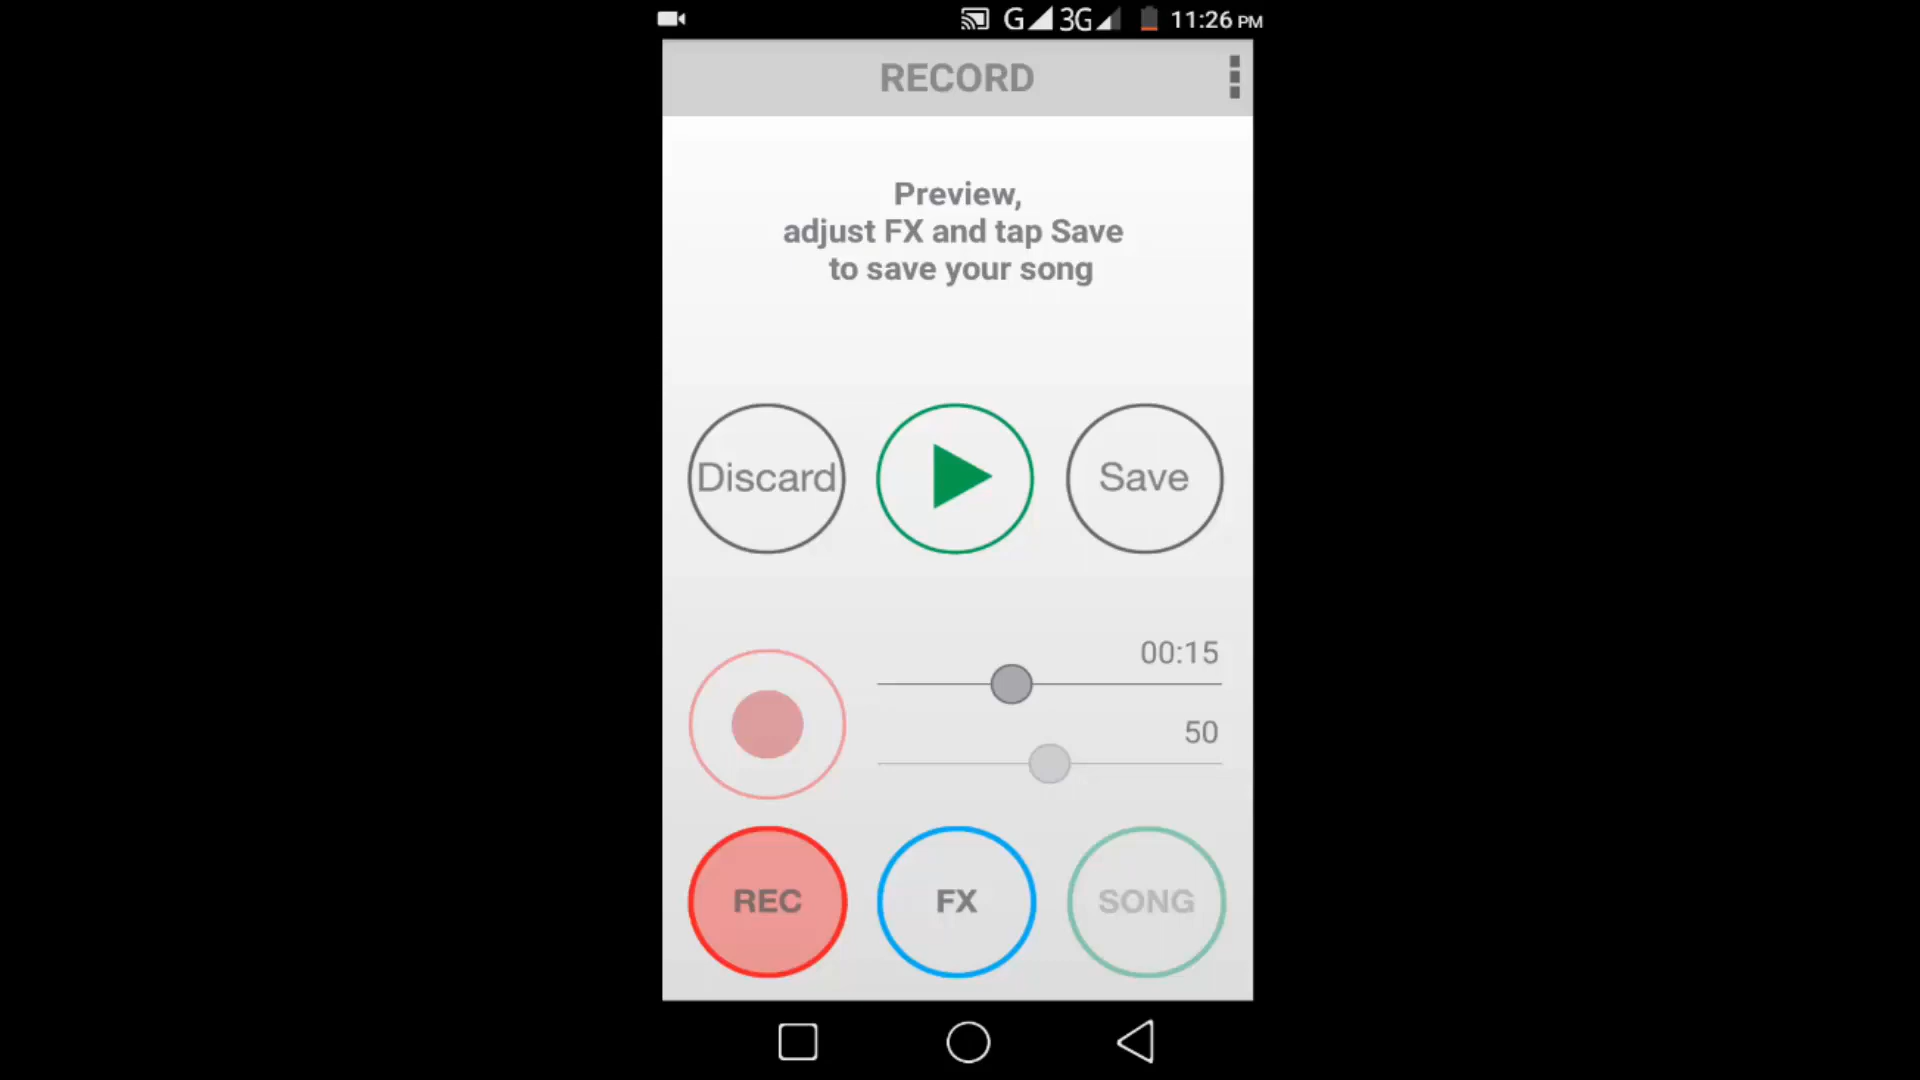 G 3G 11:26 PM
RECORD
Preview,
adjust FX and tap Save
to save your song
Discard
Save
00:15
50
REC
FX
SONG